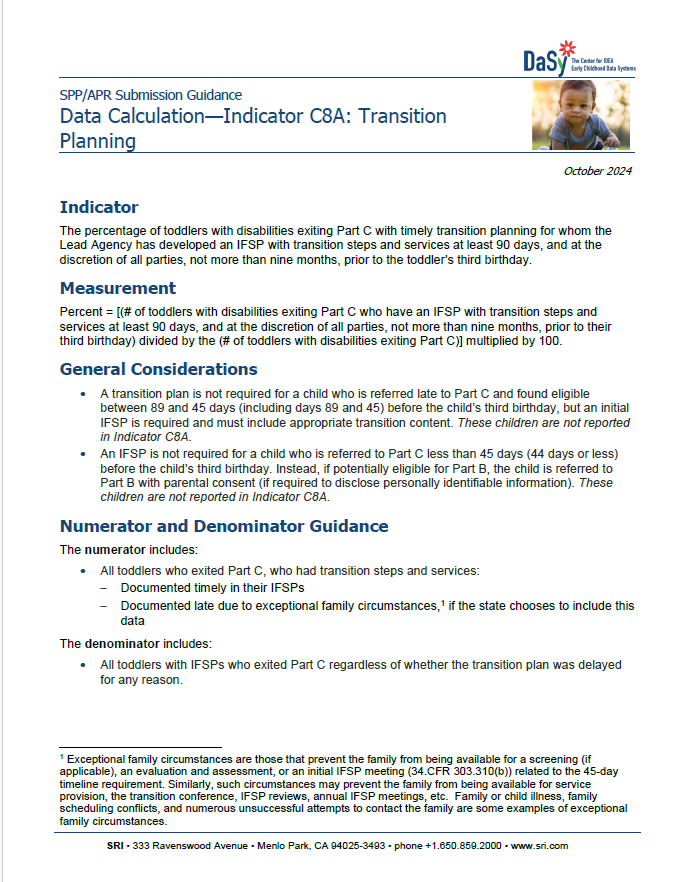 DaSy The Center for IDEA
Early Childhood Data Systems
SPP/APR Submission Guidance
Data Calculation—Indicator C8A: Transition
Planning
October 2024
Indicator
The percentage of toddlers with disabilities exiting Part C with timely transition planning for whom the
Lead Agency has developed an IFSP with transition steps and services at least 90 days, and at the
discretion of all parties, not more than nine months, prior to the toddler's third birthday.
Measurement
Percent = [(# of toddlers with disabilities exiting Part C who have an IFSP with transition steps and
services at least 90 days, and at the discretion of all parties, not more than nine months, prior to their
third birthday) divided by the (# of toddlers with disabilities exiting Part C)] multiplied by 100.
General Considerations
• A transition plan is not required for a child who is referred late to Part C and found eligible
between 89 and 45 days (including days 89 and 45) before the child's third birthday, but an initial
IFSP is required and must include appropriate transition content. These children are not reported
in Indicator C8A.
• An IFSP is not required for a child who is referred to Part C less than 45 days (44 days or less)
before the child's third birthday. Instead, if potentially eligible for Part B, the child is referred to
Part B with parental consent (if required to disclose personally identifiable information). These
children are not reported in Indicator C8A.
Numerator and Denominator Guidance
The numerator includes:
• All toddlers who exited Part C, who had transition steps and services:
– Documented timely in their IFSPs
– Documented late due to exceptional family circumstances,¹ if the state chooses to include this
data
The denominator includes:
• All toddlers with IFSPs who exited Part C regardless of whether the transition plan was delayed
for any reason.
¹ Exceptional family circumstances are those that prevent the family from being available for a screening (if
applicable), an evaluation and assessment, or an initial IFSP meeting (34.CFR 303.310(b)) related to the 45-day
timeline requirement. Similarly, such circumstances may prevent the family from being available for service
provision, the transition conference, IFSP reviews, annual IFSP meetings, etc. Family or child illness, family
scheduling conflicts, and numerous unsuccessful attempts to contact the family are some examples of exceptional
family circumstances.
SRI • 333 Ravenswood Avenue • Menlo Park, CA 94025-3493 • phone +1.650.859.2000 • www.sri.com